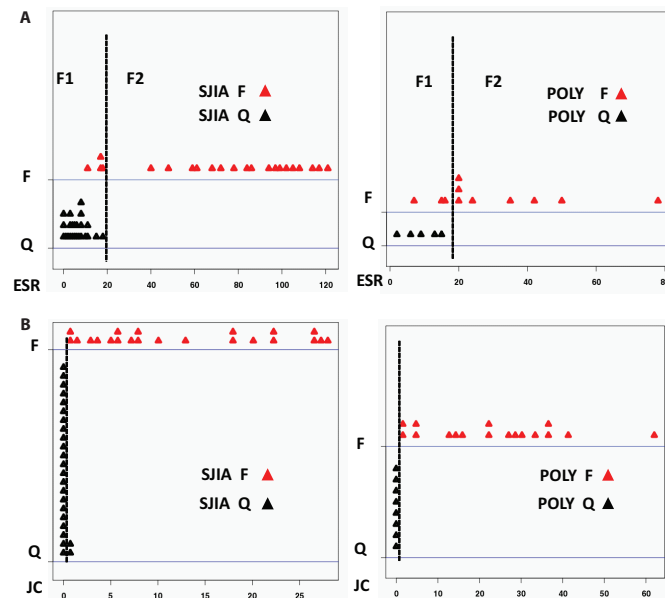 A
F1 F2
SJIA F
SJIA Q
F
Q
ESR
0 20 40 60 80 100 120
F1 F2
POLY F
POLY Q
F
Q
ESR
0 20 40 60 80
B
F
SJIA F
SJIA Q
Q
JC
0 5 10 15 20 25
F
POLY F
POLY Q
Q
JC
0 10 20 30 40 50 60